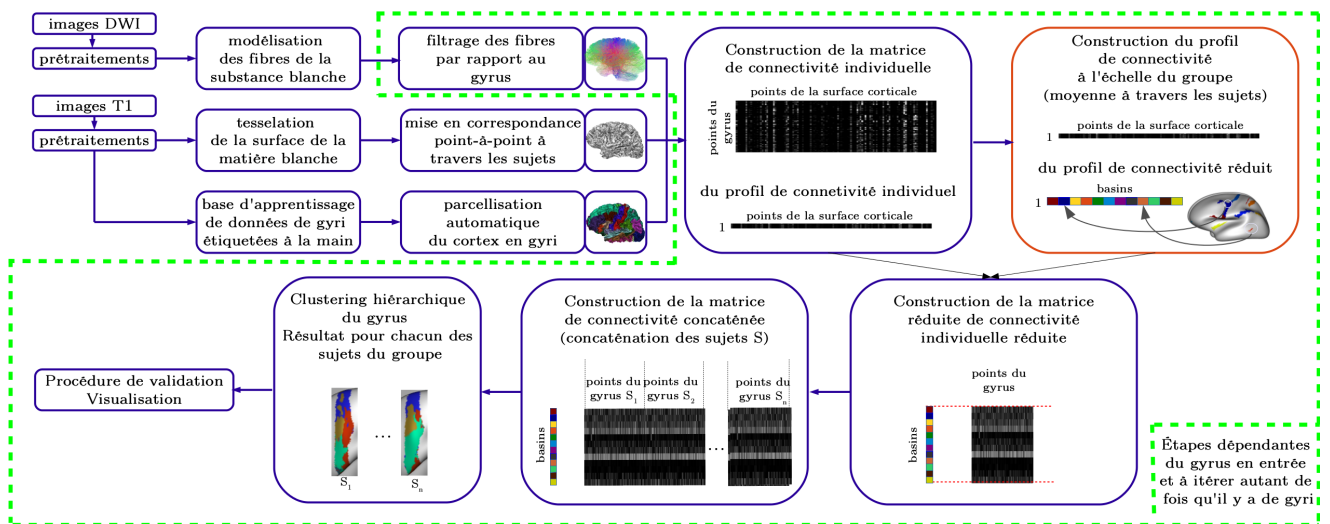 images DWI
prétraitements
modélisation
des fibres de la
substance blanche
filtrage des fibres
par rapport au
gyrus
images T1
prétraitements
tesselation
de la surface de la
matière blanche
mise en correspondance
point-à-point à
travers les sujets
base d'apprentissage
de données de gyri
étiquetées à la main
parcellisation
automatique
du cortex en gyri
Construction de la matrice
de connectivité individuelle
points de la surface corticale
points du
gyrus
du profil de connetivité individuel
points de la surface corticale
1
Construction du profil
de connectivité
à l'échelle du groupe
(moyenne à travers les sujets)
points de la surface corticale
1
du profil de connectivité réduit
basins
1
Construction de la matrice
réduite de connectivité
individuelle réduite
points du
gyrus
basins
Construction de la matrice
de connectivité concaténée
(concaténation des sujets S)
points du
gyrus S1
points du
gyrus S2
points du
gyrus Sn
...
basins
Clustering hiérarchique
du gyrus
Résultat pour chacun des
sujets du groupe
...
S1
Sn
Procédure de validation
Visualisation
Étapes dépendantes
du gyrus en entrée
et à itérer autant de
fois qu'il y a de gyri